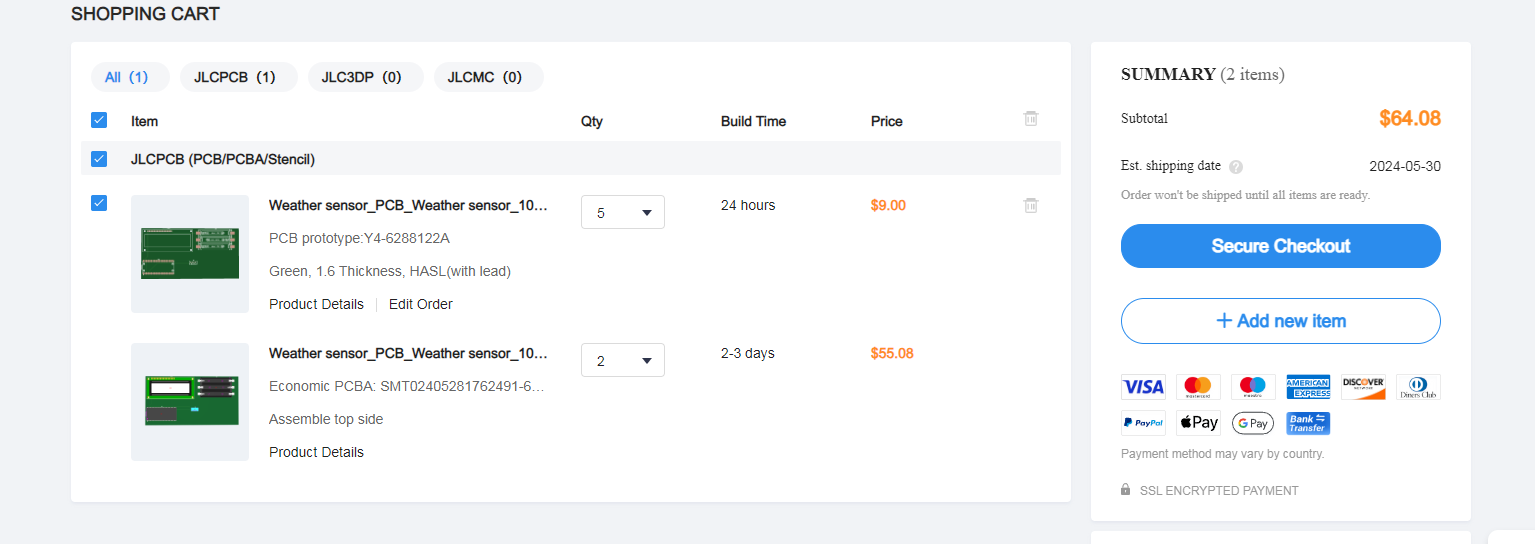 SHOPPING CART
All (1) JLCPCB (1) JLC3DP (0) JLCMC (0)
Item Qty Build Time Price
JLCPCB (PCB/PCBA/Stencil)
Weather sensor_PCB_Weather sensor_10... 5 24 hours $9.00
PCB prototype:Y4-6288122A
Green, 1.6 Thickness, HASL(with lead)
Product Details Edit Order
Weather sensor_PCB_Weather sensor_10... 2 2-3 days $55.08
Economic PCBA: SMT02405281762491-6...
Assemble top side
Product Details
SUMMARY (2 items)
Subtotal $64.08
Est. shipping date ? 2024-05-30
Order won't be shipped until all items are ready.
Secure Checkout
+ Add new item
VISA mastercard maestro AMERICAN EXPRESS DISCOVER NETWORK Diners Club
PayPal Pay G Pay Bank Transfer
Payment method may vary by country.
SSL ENCRYPTED PAYMENT